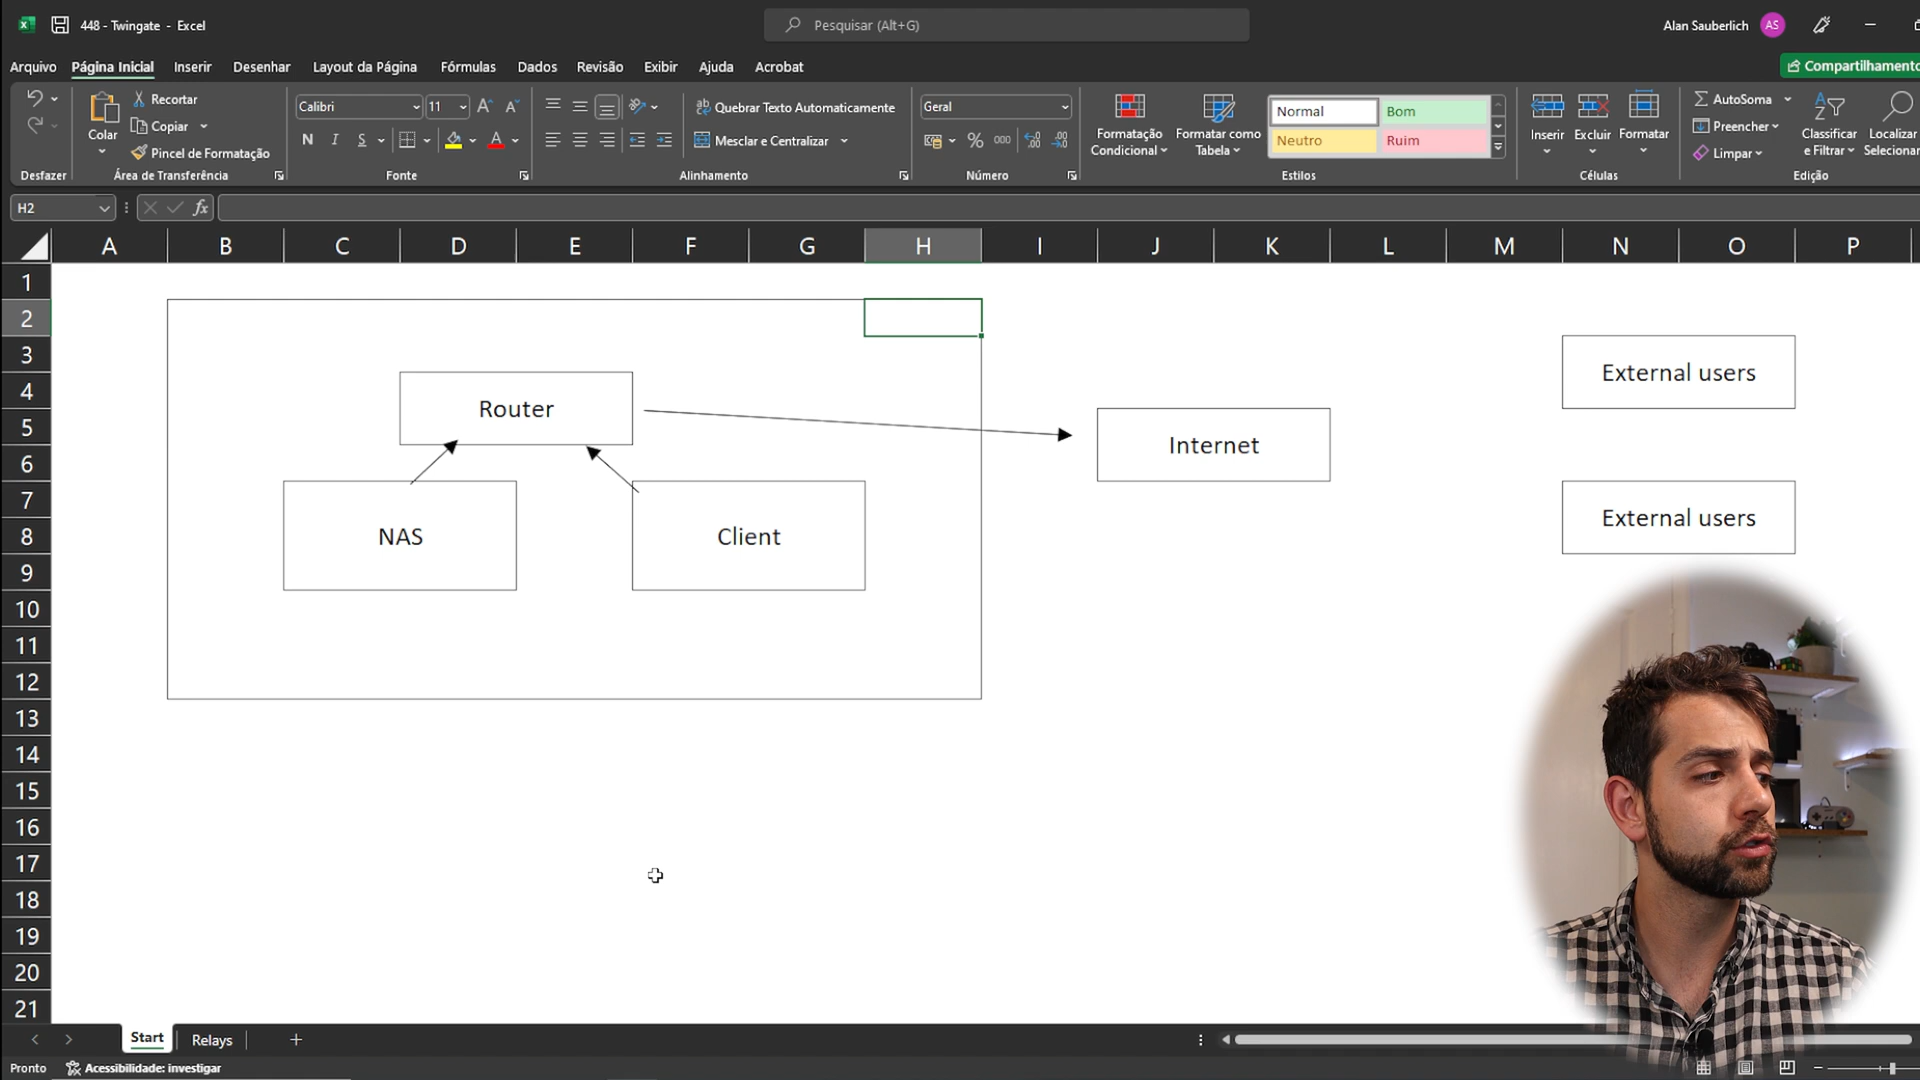 448 - Twingate - Excel
Pesquisar (Alt+G)
Alan Sauberlich
AS
Arquivo
Página Inicial
Inserir
Desenhar
Layout da Página
Fórmulas
Dados
Revisão
Exibir
Ajuda
Acrobat
Compartilhamento
Colar
Recortar
Copiar
Pincel de Formatação
Calibri
11
N
I
S
Quebrar Texto Automaticamente
Mesclar e Centralizar
Geral
%
000
Formatação
Condicional
Formatar como
Tabela
Normal
Bom
Neutro
Ruim
Inserir
Excluir
Formatar
AutoSoma
Preencher
Limpar
Classificar
e Filtrar
Localizar
Selecionar
Desfazer
Área de Transferência
Fonte
Alinhamento
Número
Estilos
Células
Edição
H2
fx
A B C D E F G H I J K L M N O P
1
2
3
4
5
6
7
8
9
10
11
12
13
14
15
16
17
18
19
20
21
Router
NAS
Client
Internet
External users
External users
Start
Relays
Pronto
Acessibilidade: investigar